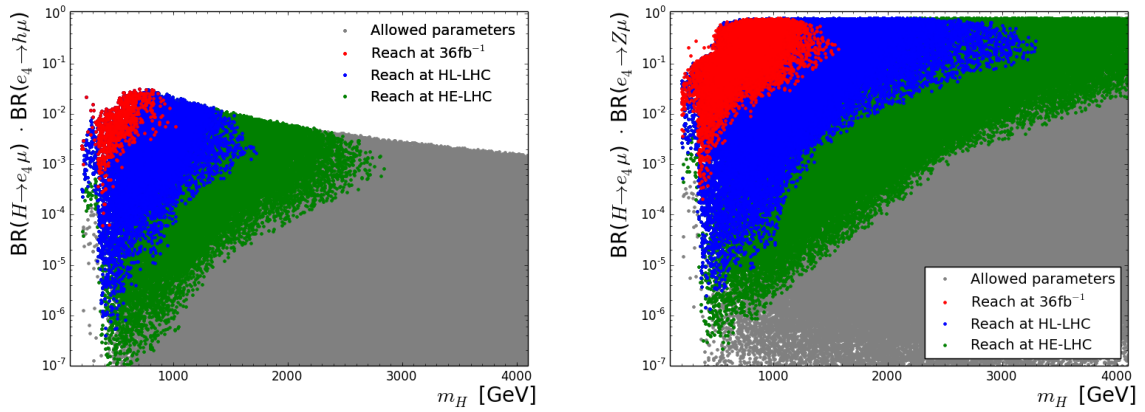 BR(H→e₄μ) · BR(e₄→hμ)
10⁰
10⁻¹
10⁻²
10⁻³
10⁻⁴
10⁻⁵
10⁻⁶
10⁻⁷
Allowed parameters
Reach at 36fb⁻¹
Reach at HL-LHC
Reach at HE-LHC
1000 2000 3000 4000
m_H [GeV]
BR(H→e₄μ) · BR(e₄→Zμ)
10⁰
10⁻¹
10⁻²
10⁻³
10⁻⁴
10⁻⁵
10⁻⁶
10⁻⁷
Allowed parameters
Reach at 36fb⁻¹
Reach at HL-LHC
Reach at HE-LHC
1000 2000 3000 4000
m_H [GeV]